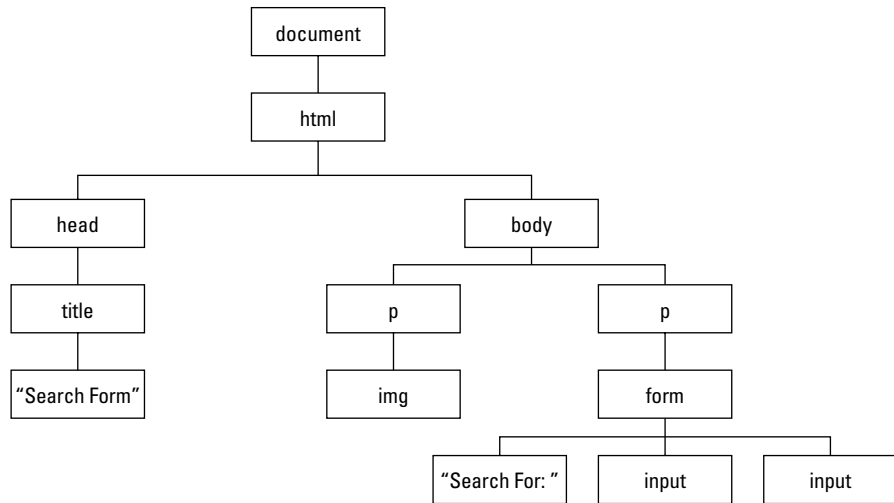 document
html
head
body
title
p
p
“Search Form”
img
form
“Search For: ”
input
input